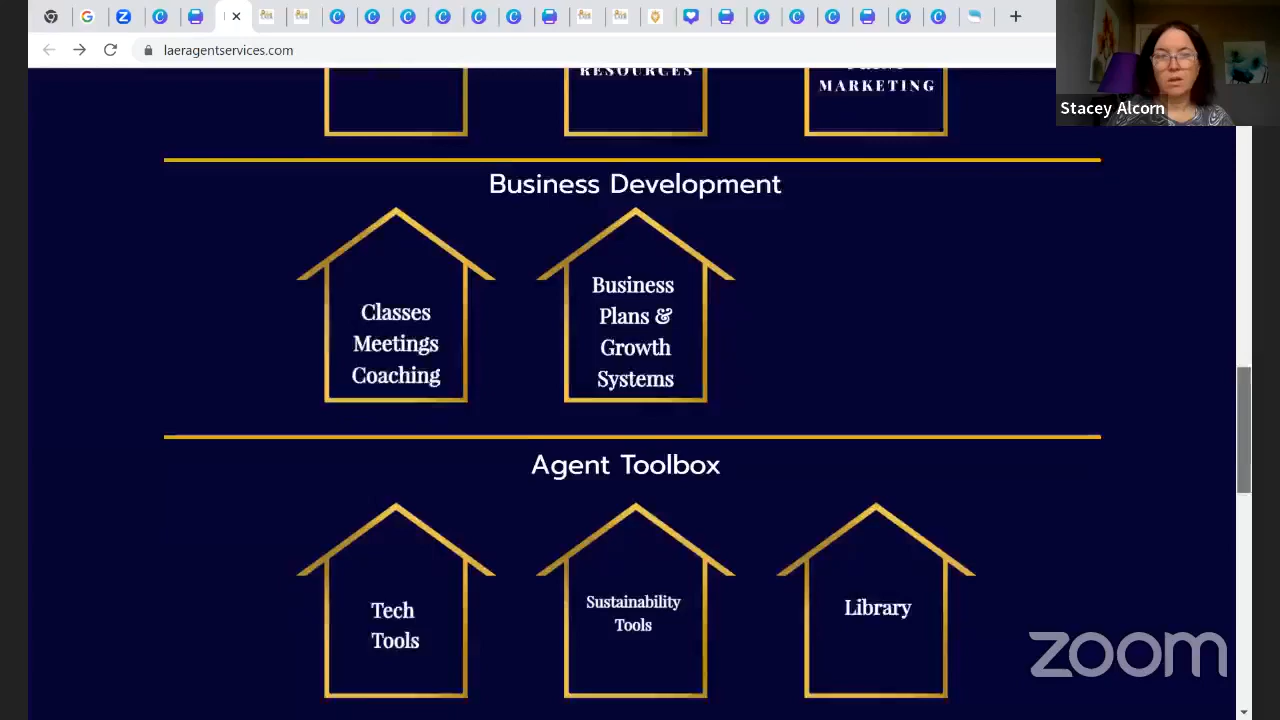 laeragentservices.com
Stacey Alcorn
RESOURCES
MARKETING
Business Development
Classes
Meetings
Coaching
Business
Plans &
Growth
Systems
Agent Toolbox
Tech
Tools
Sustainability
Tools
Library
zoom